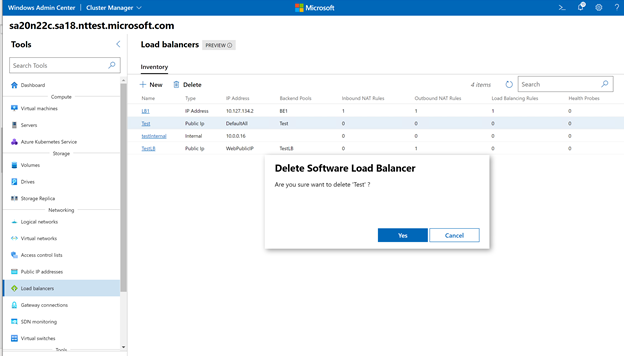 Windows Admin Center | Cluster Manager
Microsoft
sa20n22c.sa18.nttest.microsoft.com
Tools
Search Tools
Dashboard
Compute
Virtual machines
Servers
Azure Kubernetes Service
Storage
Volumes
Drives
Storage Replica
Networking
Logical networks
Virtual networks
Access control lists
Public IP addresses
Load balancers
Gateway connections
SDN monitoring
Virtual switches
Tools
Load balancers PREVIEW
Inventory
New Delete 4 items Search
Name Type IP Address Backend Pools Inbound NAT Rules Outbound NAT Rules Load Balancing Rules Health Probes
LB1 IP Address 10.127.134.2 BE1 1 1 1 0
Test Public Ip DefaultAll Test 0 0 0 0
testInternal Internal 10.0.0.16 0 0 0 0
TestLB Public Ip WebPublicIP TestLB 0 1 0 0
Delete Software Load Balancer
Are you sure want to delete 'Test' ?
Yes Cancel